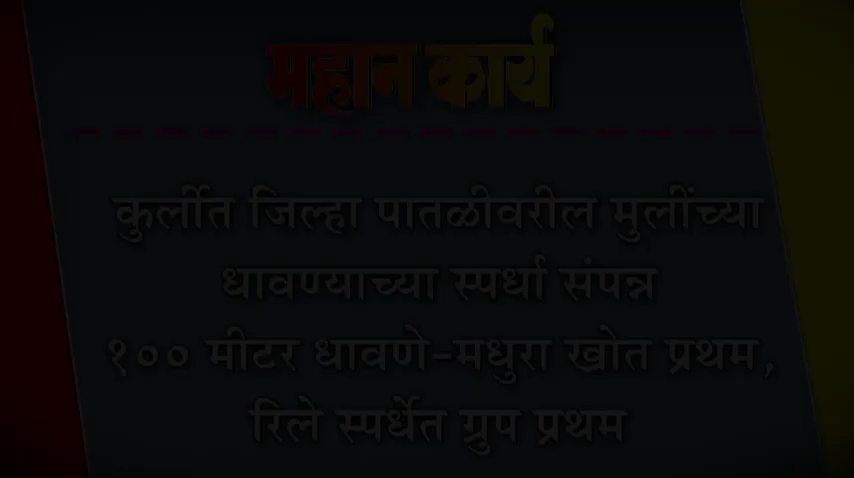 महान कार्य
कुर्लीत जिल्हा पातळीवरील मुलींच्या
धावण्याच्या स्पर्धा संपन्न
१०० मीटर धावणे-मधुरा खोत प्रथम,
रिले स्पर्धेत ग्रुप प्रथम